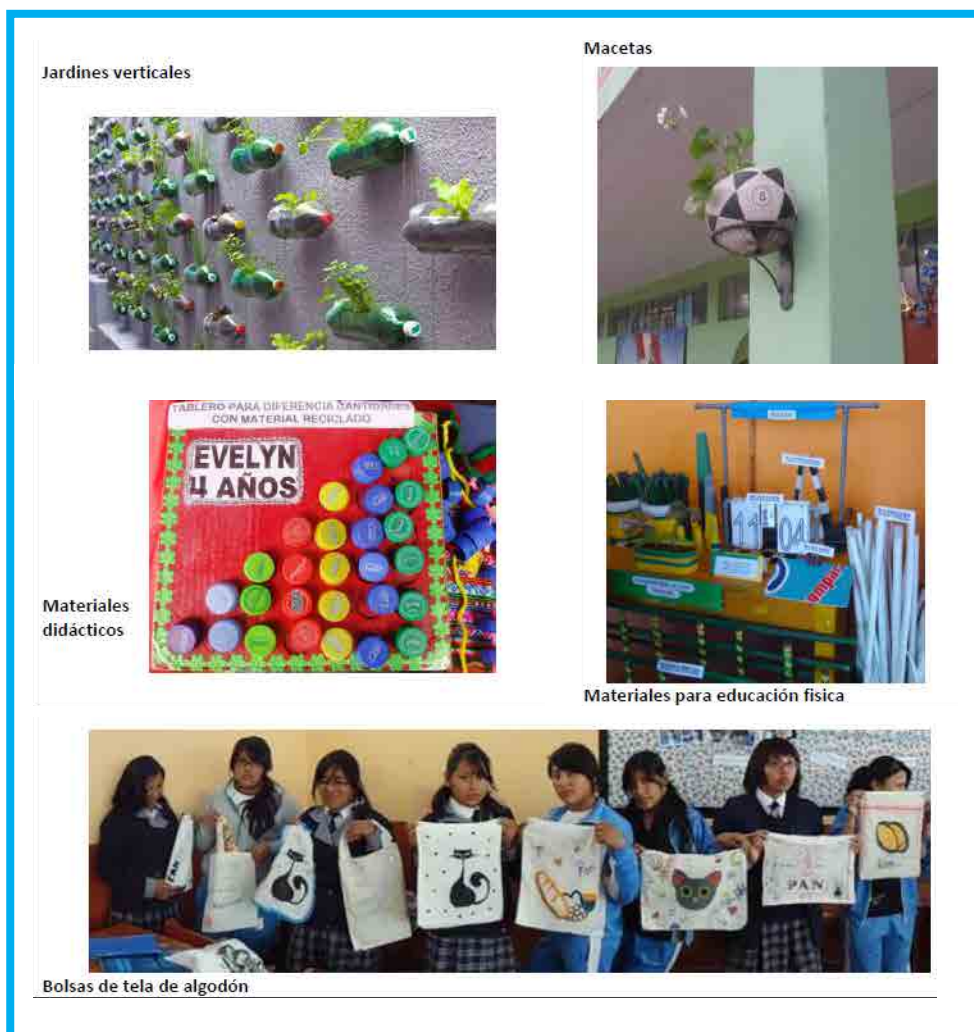 Macetas
Jardines verticales
TABLERO PARA DIFERENCIA CANTIDADES
CON MATERIAL RECICLADO
EVELYN
4 AÑOS
11 04
Materiales
didácticos
Materiales para educación fisica
PAN
PAN
Bolsas de tela de algodón